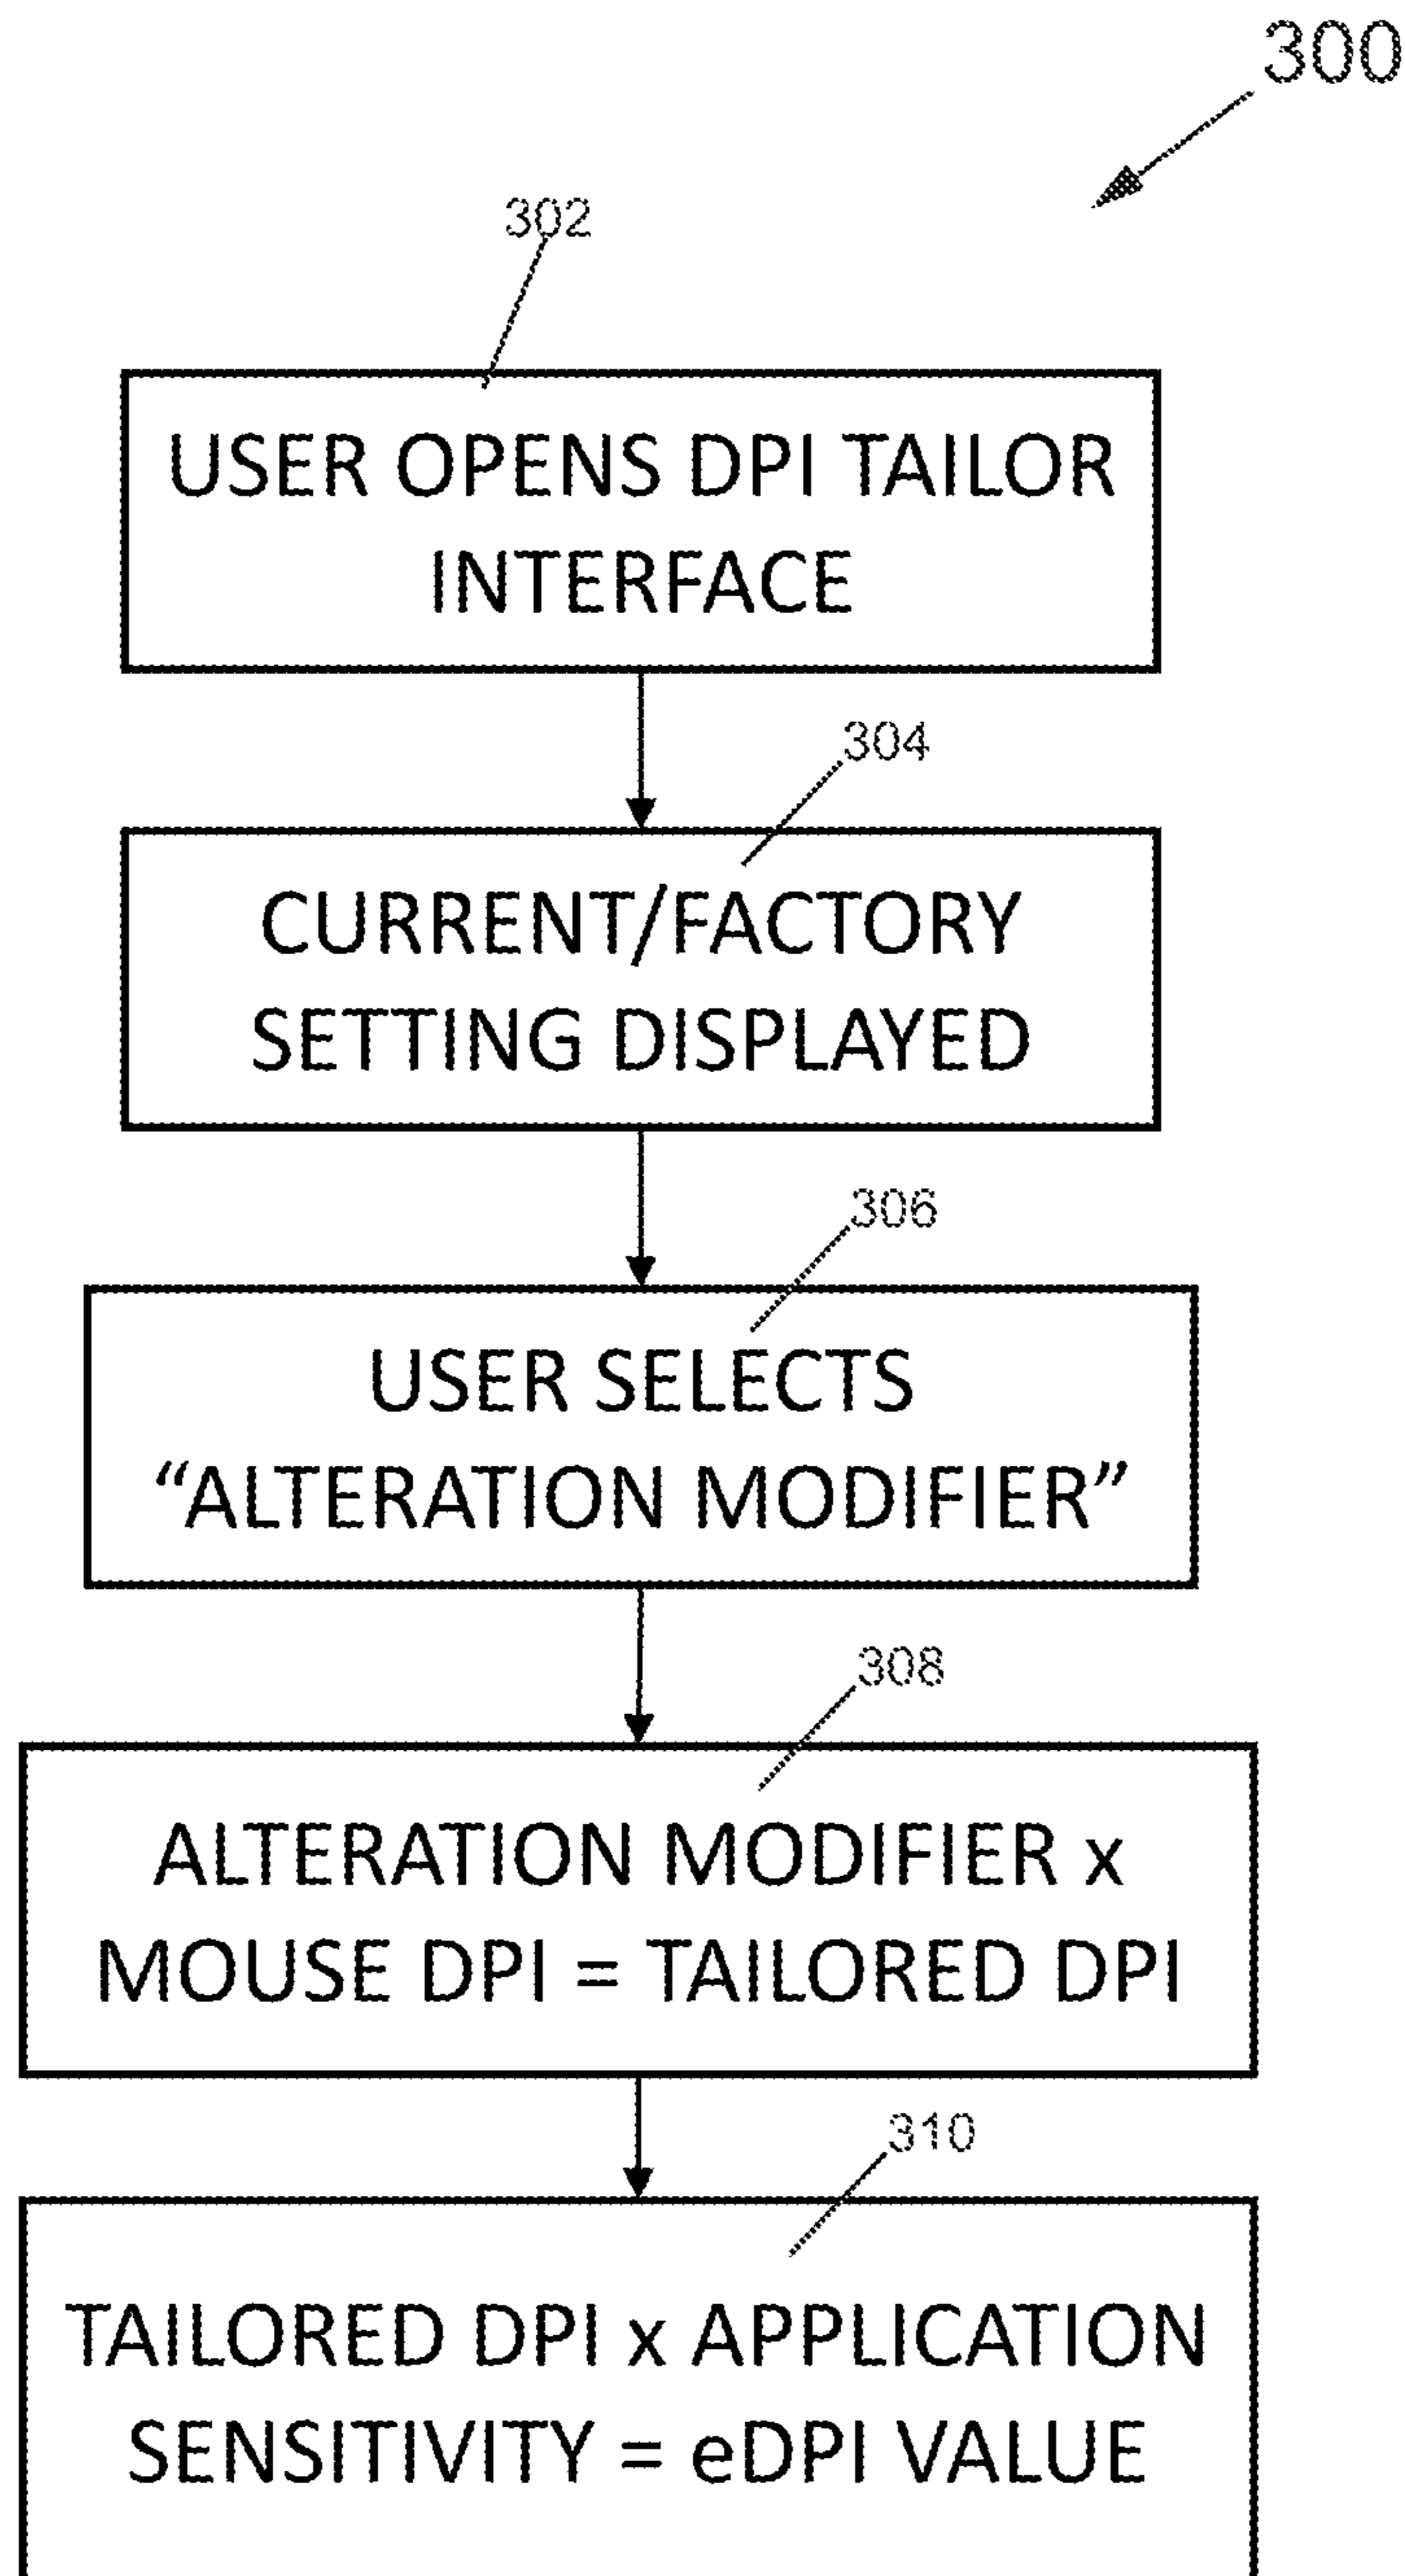 300
302
USER OPENS DPI TAILOR
INTERFACE
304
CURRENT/FACTORY
SETTING DISPLAYED
306
USER SELECTS
“ALTERATION MODIFIER”
308
ALTERATION MODIFIER x
MOUSE DPI = TAILORED DPI
310
TAILORED DPI x APPLICATION
SENSITIVITY = eDPI VALUE